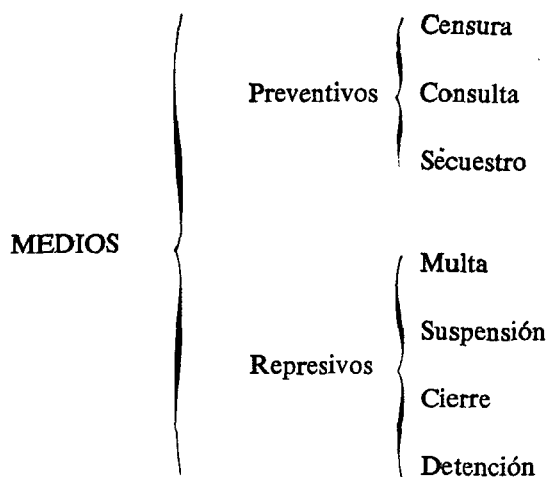 Censura
Preventivos
Consulta
Secuestro
MEDIOS
Multa
Suspensión
Represivos
Cierre
Detención